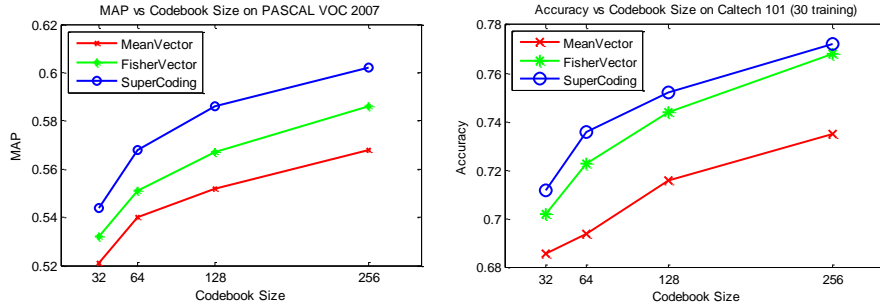 MAP vs Codebook Size on PASCAL VOC 2007
0.62
0.6
0.58
0.56
0.54
0.52
MAP
MeanVector
FisherVector
SuperCoding
32 64 128 256
Codebook Size
Accuracy vs Codebook Size on Caltech 101 (30 training)
0.78
0.76
0.74
0.72
0.7
0.68
Accuracy
MeanVector
FisherVector
SuperCoding
32 64 128 256
Codebook Size